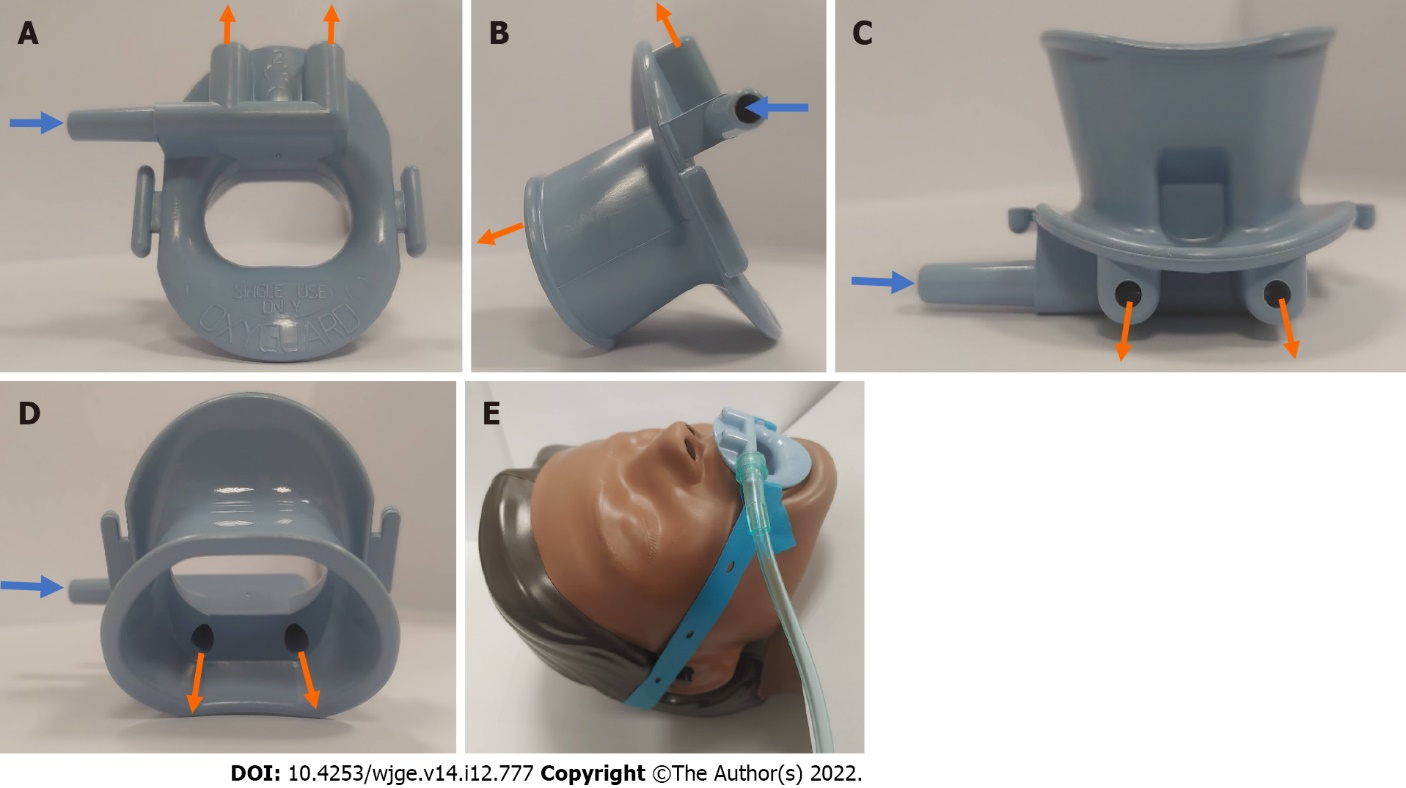 A
B
C
SINGLE USE
ONLY
OXYGUARD
D
E
DOI: 10.4253/wjge.v14.i12.777 Copyright ©The Author(s) 2022.